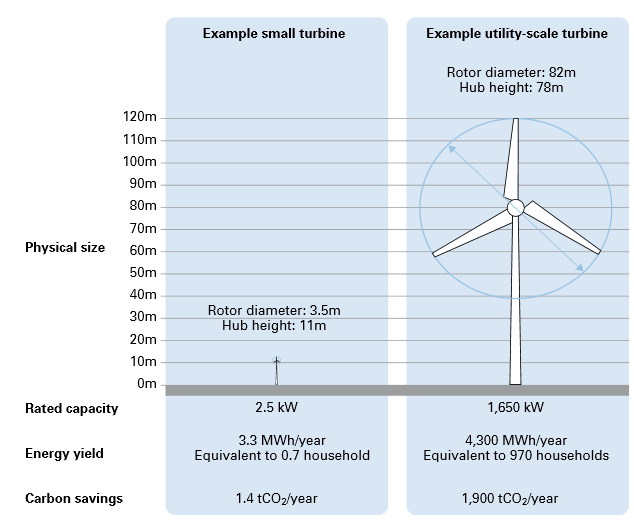 Example small turbine
Example utility-scale turbine
Rotor diameter: 82m
Hub height: 78m
120m
110m
100m
90m
80m
70m
Physical size
60m
50m
40m
30m
20m
10m
0m
Rotor diameter: 3.5m
Hub height: 11m
Rated capacity
2.5 kW
1,650 kW
Energy yield
3.3 MWh/year
Equivalent to 0.7 household
4,300 MWh/year
Equivalent to 970 households
Carbon savings
1.4 tCO₂/year
1,900 tCO₂/year